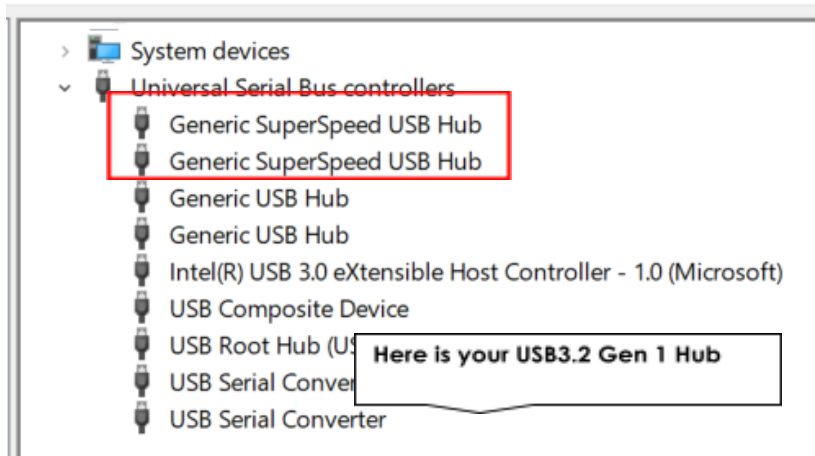 System devices
Universal Serial Bus controllers
Generic SuperSpeed USB Hub
Generic SuperSpeed USB Hub
Generic USB Hub
Generic USB Hub
Intel(R) USB 3.0 eXtensible Host Controller - 1.0 (Microsoft)
USB Composite Device
USB Root Hub
Here is your USB3.2 Gen 1 Hub
USB Serial
USB Serial Converter